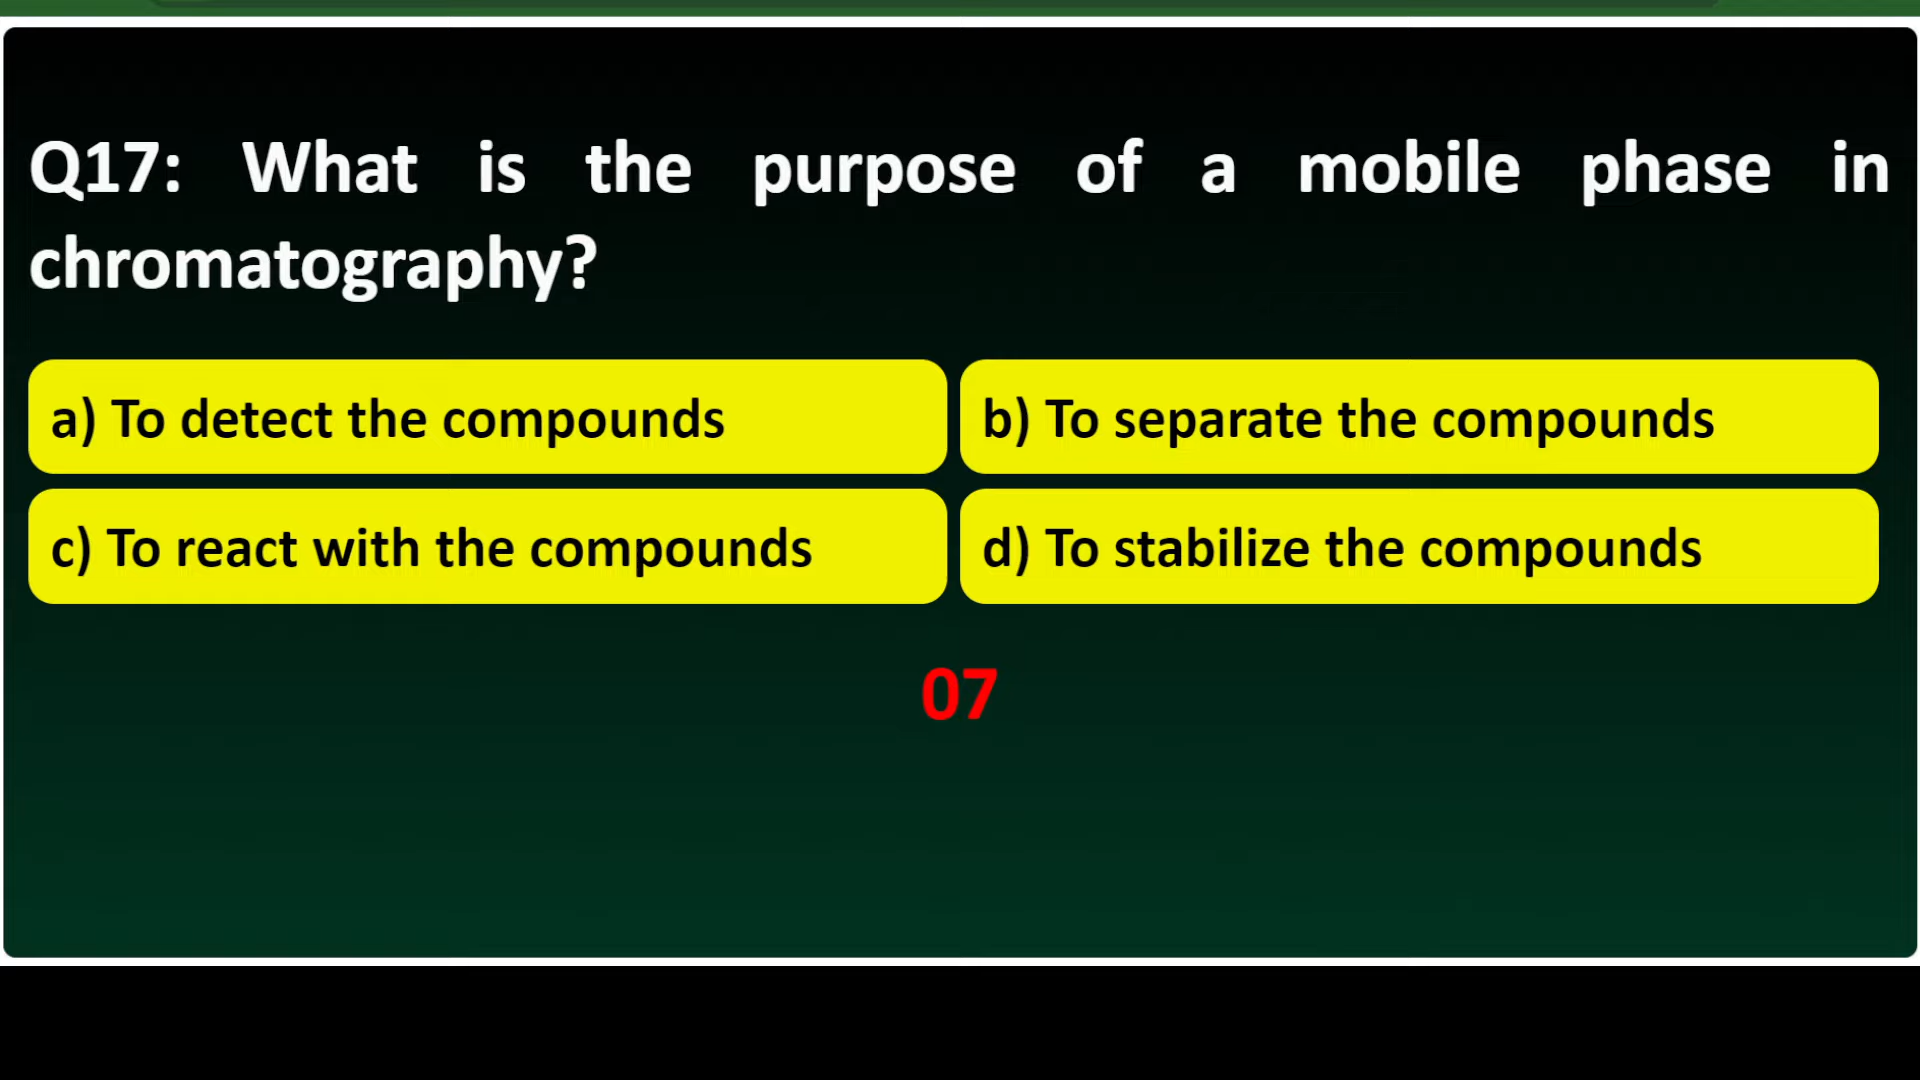 Q17: What is the purpose of a mobile phase in
chromatography?
a) To detect the compounds
b) To separate the compounds
c) To react with the compounds
d) To stabilize the compounds
07